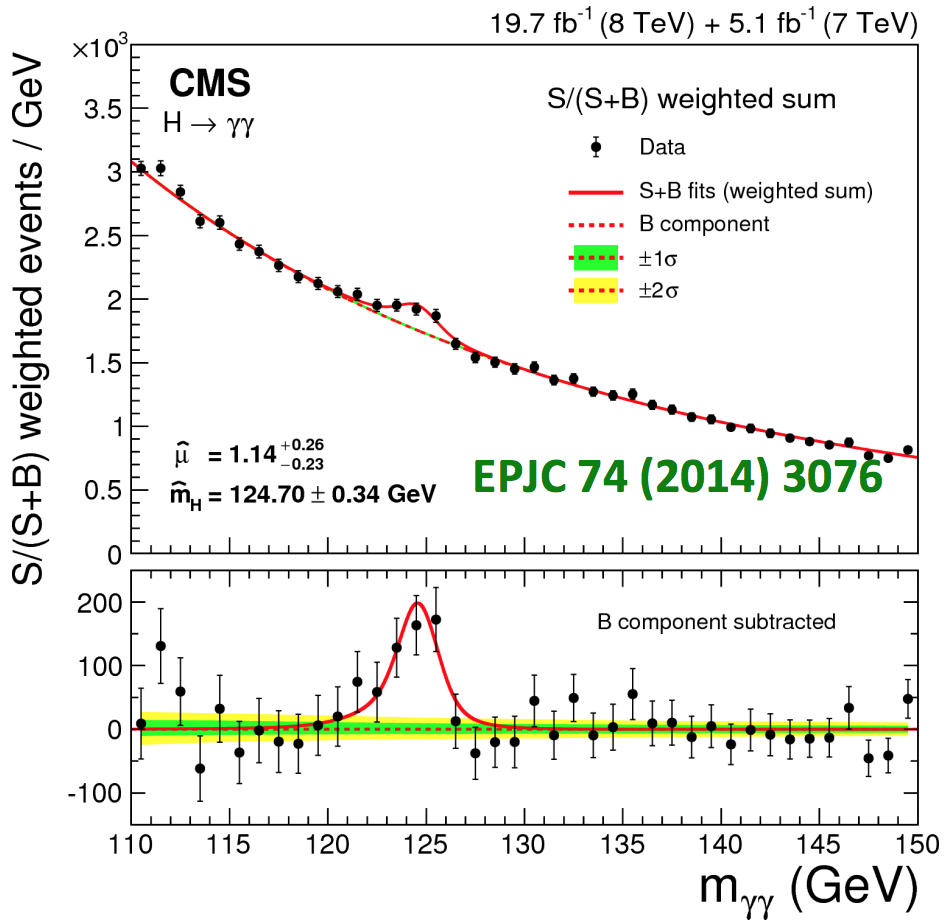 19.7 fb⁻¹ (8 TeV) + 5.1 fb⁻¹ (7 TeV)
×10³
S/(S+B) weighted events / GeV
CMS
H → γγ
S/(S+B) weighted sum
Data
S+B fits (weighted sum)
B component
±1σ
±2σ
3.5
3
2.5
2
1.5
1
0.5
0
μ̂ = 1.14 +0.26 −0.23
m̂_H = 124.70 ± 0.34 GeV
EPJC 74 (2014) 3076
B component subtracted
200
100
0
-100
110 115 120 125 130 135 140 145 150
m_γγ (GeV)